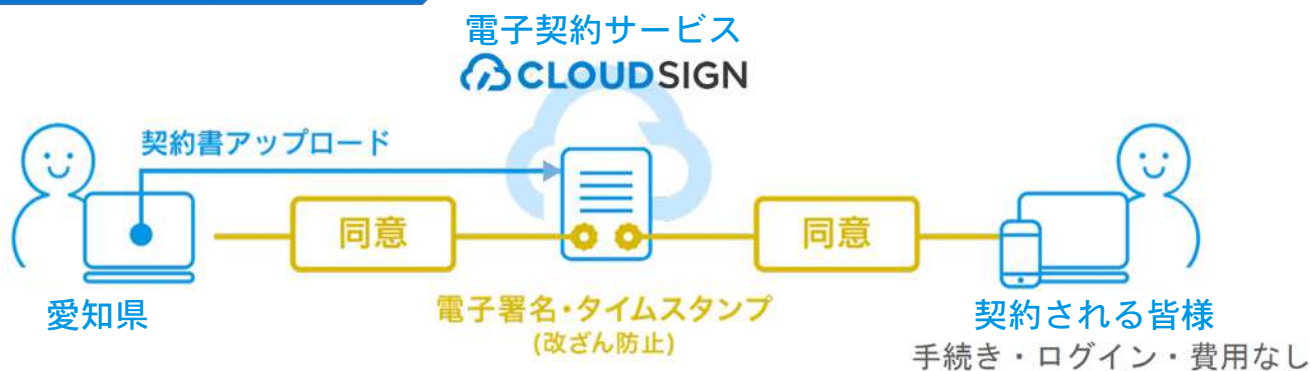 電子契約サービス
CLOUDSIGN
契約書アップロード
同意
同意
愛知県
電子署名・タイムスタンプ
(改ざん防止)
契約される皆様
手続き・ログイン・費用なし